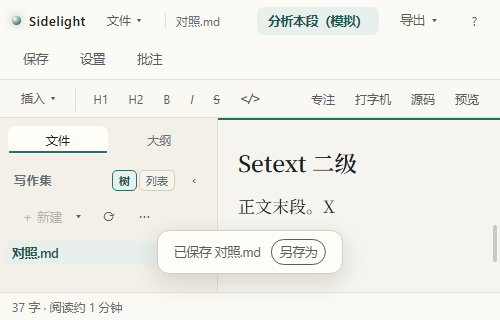 Sidelight 文件 对照.md 分析本段（模拟） 导出 ?
保存 设置 批注
插入 H1 H2 B I S </> 专注 打字机 源码 预览
文件 大纲
写作集 树 列表
+ 新建
对照.md
Setext 二级
正文末段。X
已保存 对照.md 另存为
37 字 · 阅读约 1 分钟